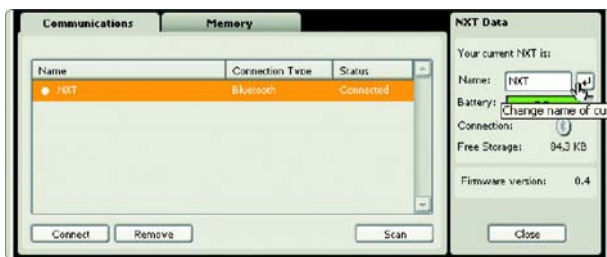 Communications
Memory
Name
Connection Type
Status
NXT
Bluetooth
Connected
Connect
Remove
Scan
NXT Data
Your current NXT is:
Name: NXT
Battery:
Change name of cu
Connection:
Free Storage: 84,3 KB
Firmware version: 0.4
Close